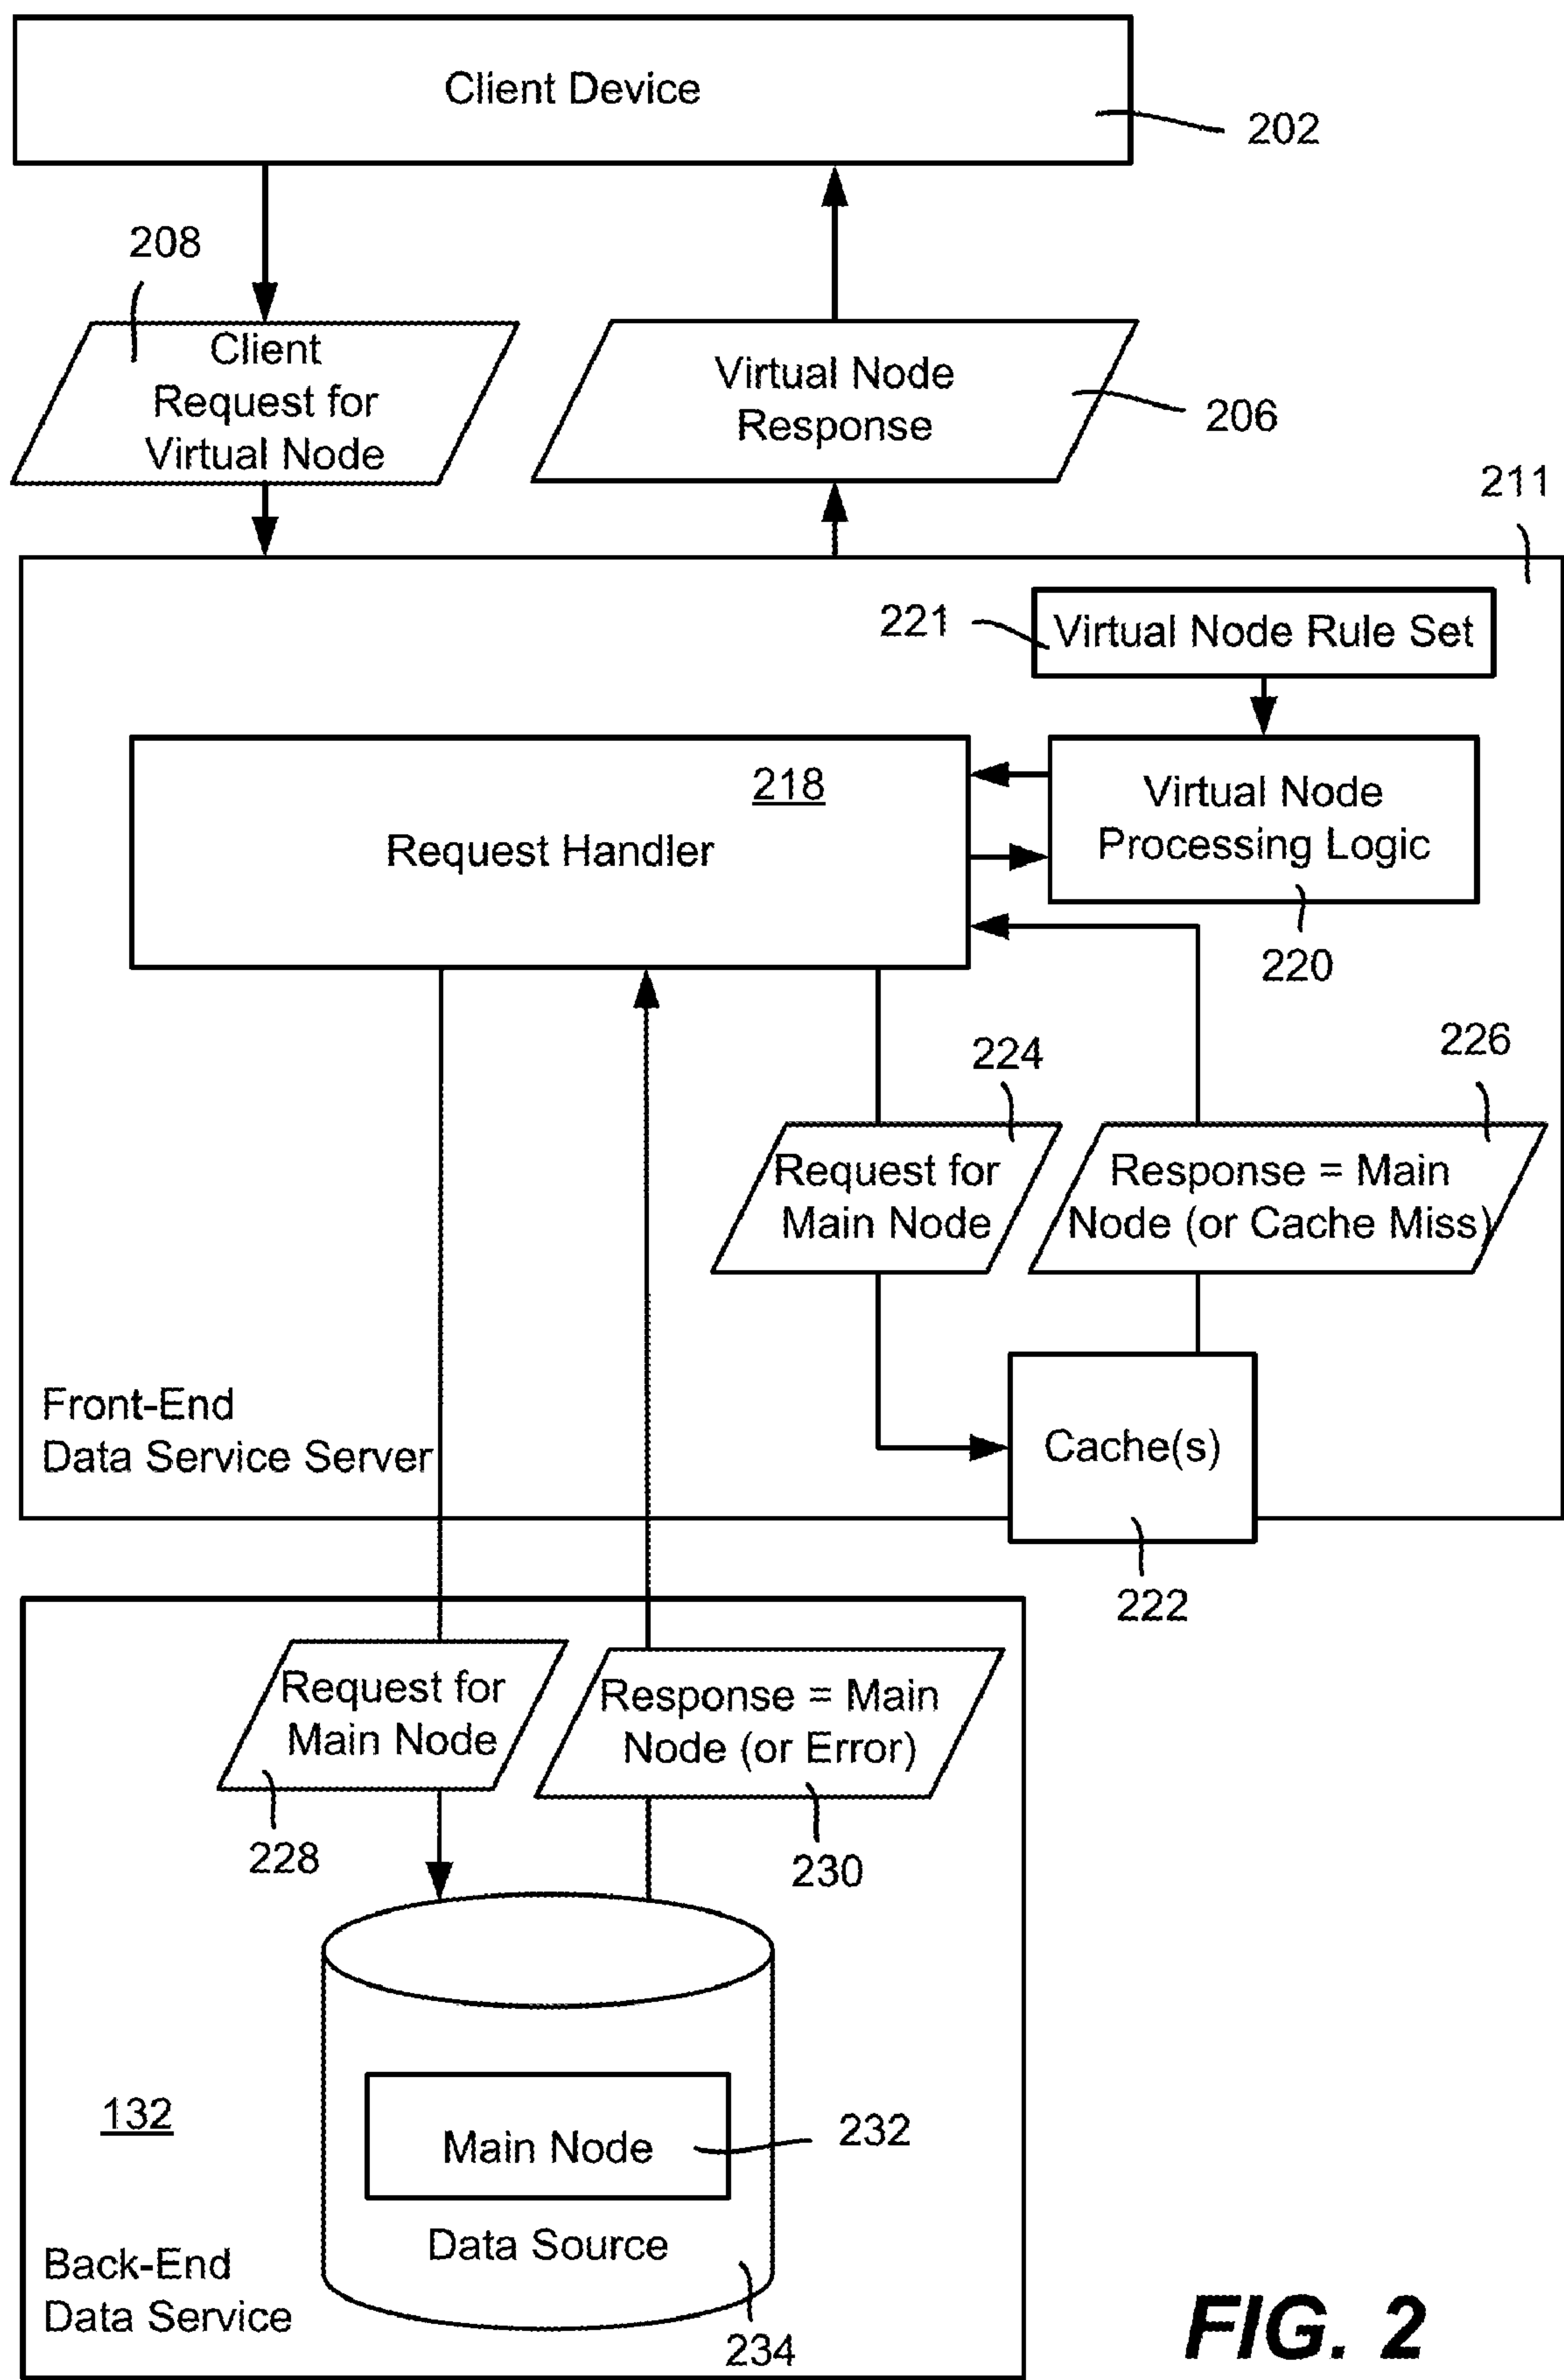 Client Device
202
208
Client
Request for
Virtual Node
Virtual Node
Response
206
211
221
Virtual Node Rule Set
218
Request Handler
Virtual Node
Processing Logic
220
224
226
Request for
Main Node
Response = Main
Node (or Cache Miss)
Front-End
Data Service Server
Cache(s)
222
Request for
Main Node
Response = Main
Node (or Error)
228
230
132
Main Node
232
Data Source
Back-End
Data Service
234
FIG. 2